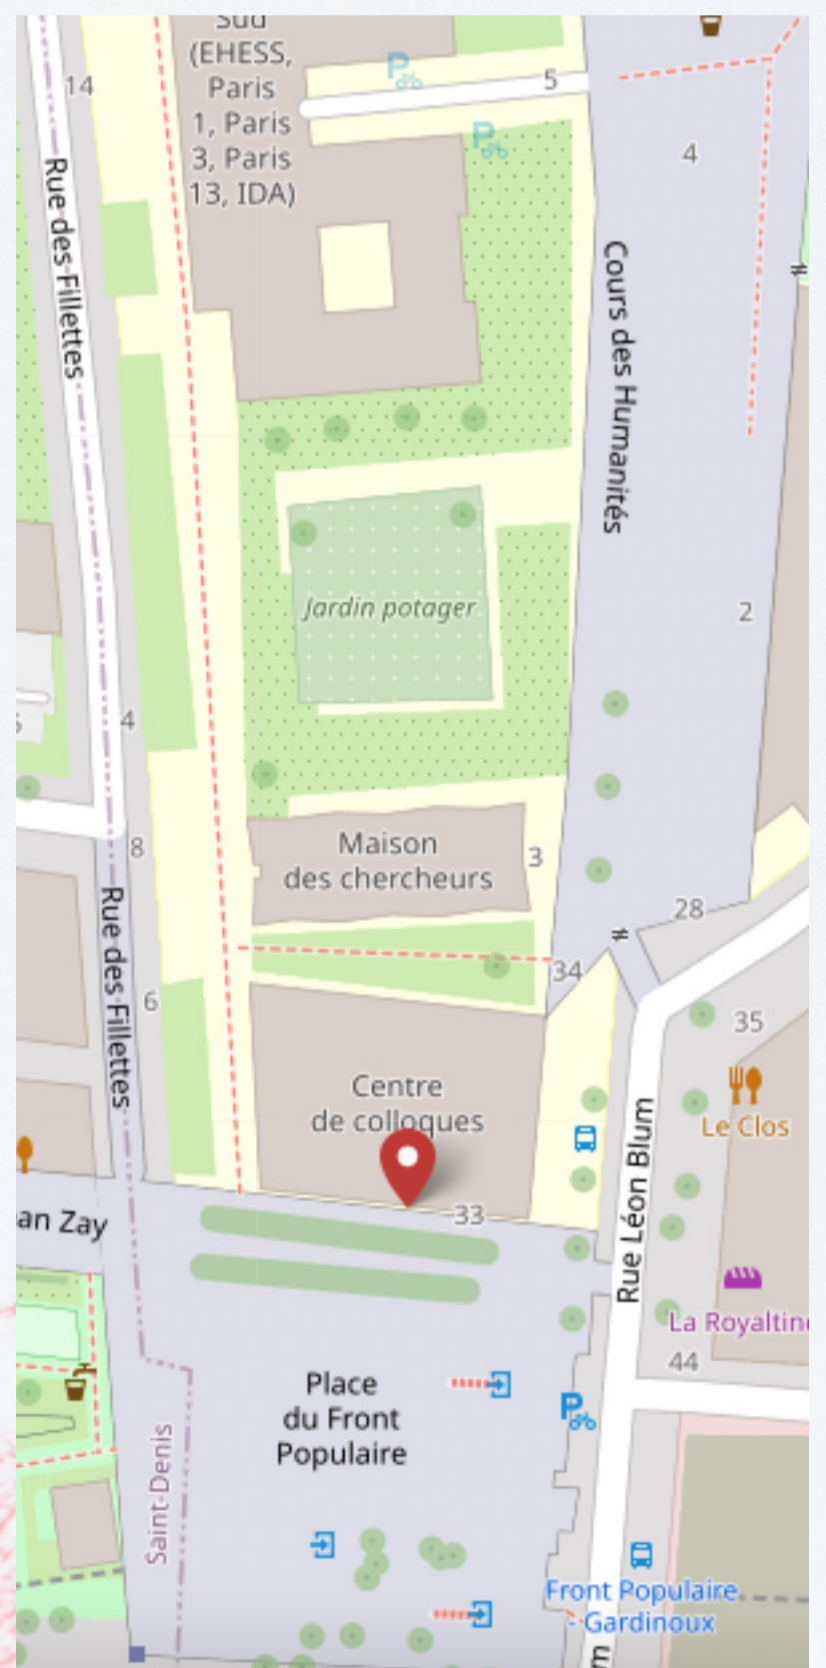 Sud
(EHESS,
Paris
1, Paris
3, Paris
13, IDA)
14
5
4
Rue des Fillettes
Cours des Humanités
Jardin potager
2
4
Maison
des chercheurs
3
8
28
34
Rue des Fillettes
6
35
Centre
de colloques
Le Clos
33
an Zay
Rue Léon Blum
La Royaltin
44
Place
du Front
Populaire
Saint-Denis
Front Populaire
- Gardinoux
m